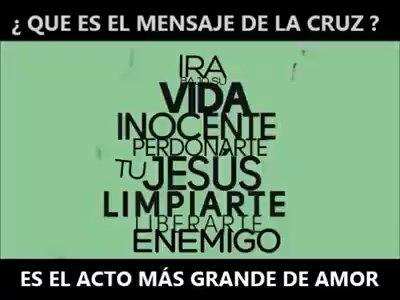 ¿ QUE ES EL MENSAJE DE LA CRUZ ?
IRA
BAJO SU
VIDA
INOCENTE
PERDONARTE
TU JESÚS
LIMPIARTE
LIBERARTE
ENEMIGO
ES EL ACTO MÁS GRANDE DE AMOR